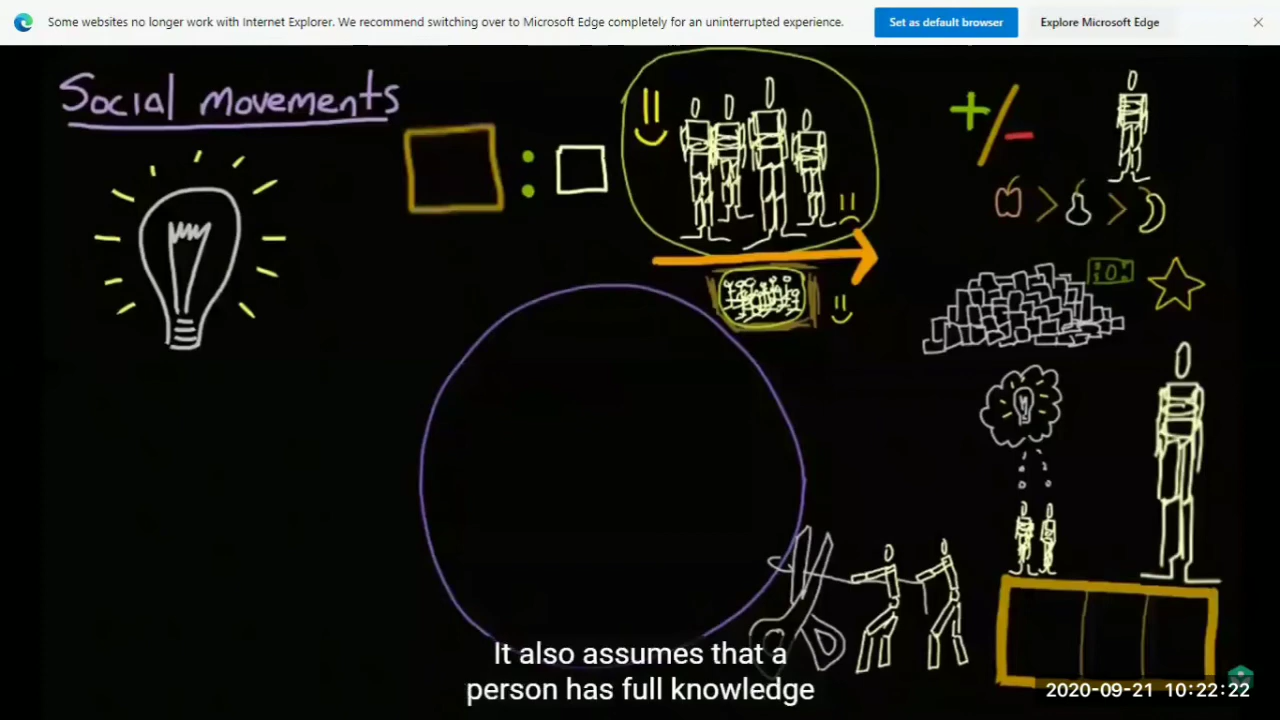 Some websites no longer work with Internet Explorer. We recommend switching over to Microsoft Edge completely for an uninterrupted experience.
Set as default browser
Explore Microsoft Edge
Social movements
It also assumes that a
person has full knowledge
2020-09-21 10:22:22